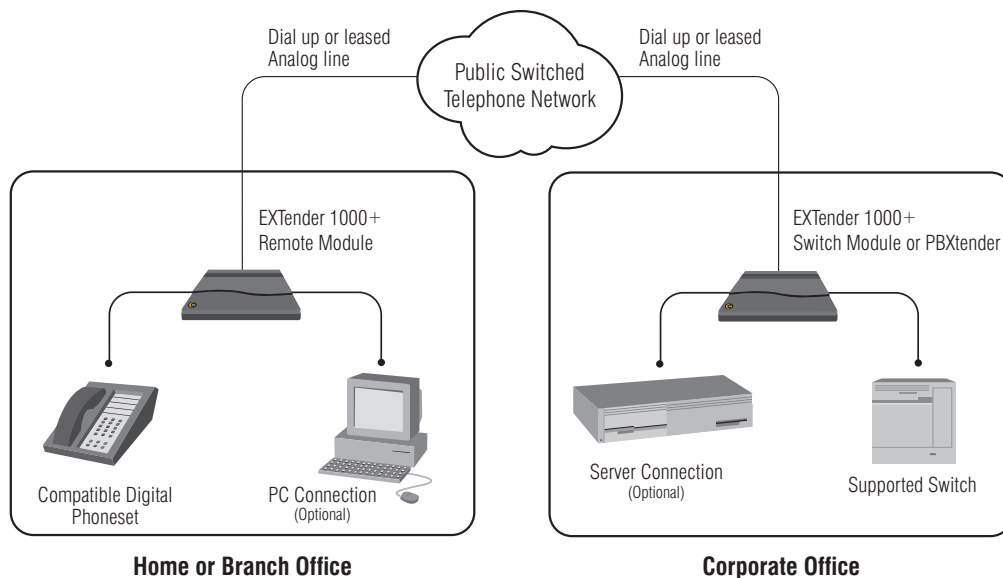 Dial up or leased
Analog line
Public Switched
Telephone Network
Dial up or leased
Analog line
EXTender 1000+
Remote Module
EXTender 1000+
Switch Module or PBXtender
Compatible Digital
Phoneset
PC Connection
(Optional)
Server Connection
(Optional)
Supported Switch
Home or Branch Office
Corporate Office